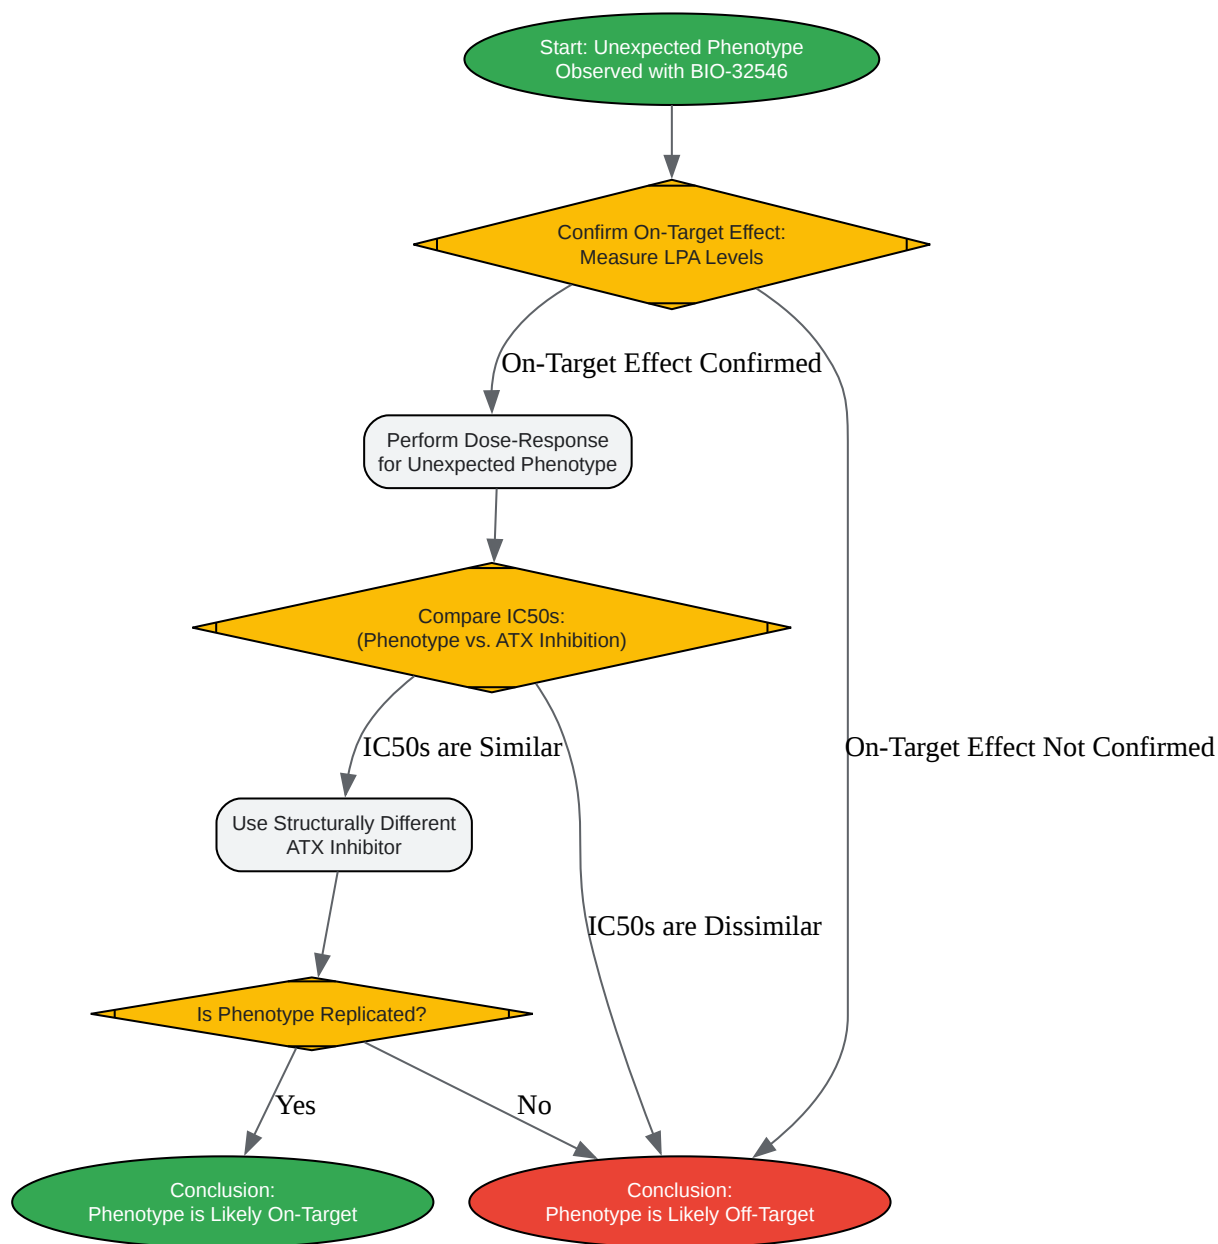 Start: Unexpected Phenotype
Observed with BIO-32546
Confirm On-Target Effect:
Measure LPA Levels
On-Target Effect Confirmed
Perform Dose-Response
for Unexpected Phenotype
Compare IC50s:
(Phenotype vs. ATX Inhibition)
IC50s are Similar
On-Target Effect Not Confirmed
Use Structurally Different
ATX Inhibitor
IC50s are Dissimilar
Is Phenotype Replicated?
Yes
No
Conclusion:
Phenotype is Likely On-Target
Conclusion:
Phenotype is Likely Off-Target